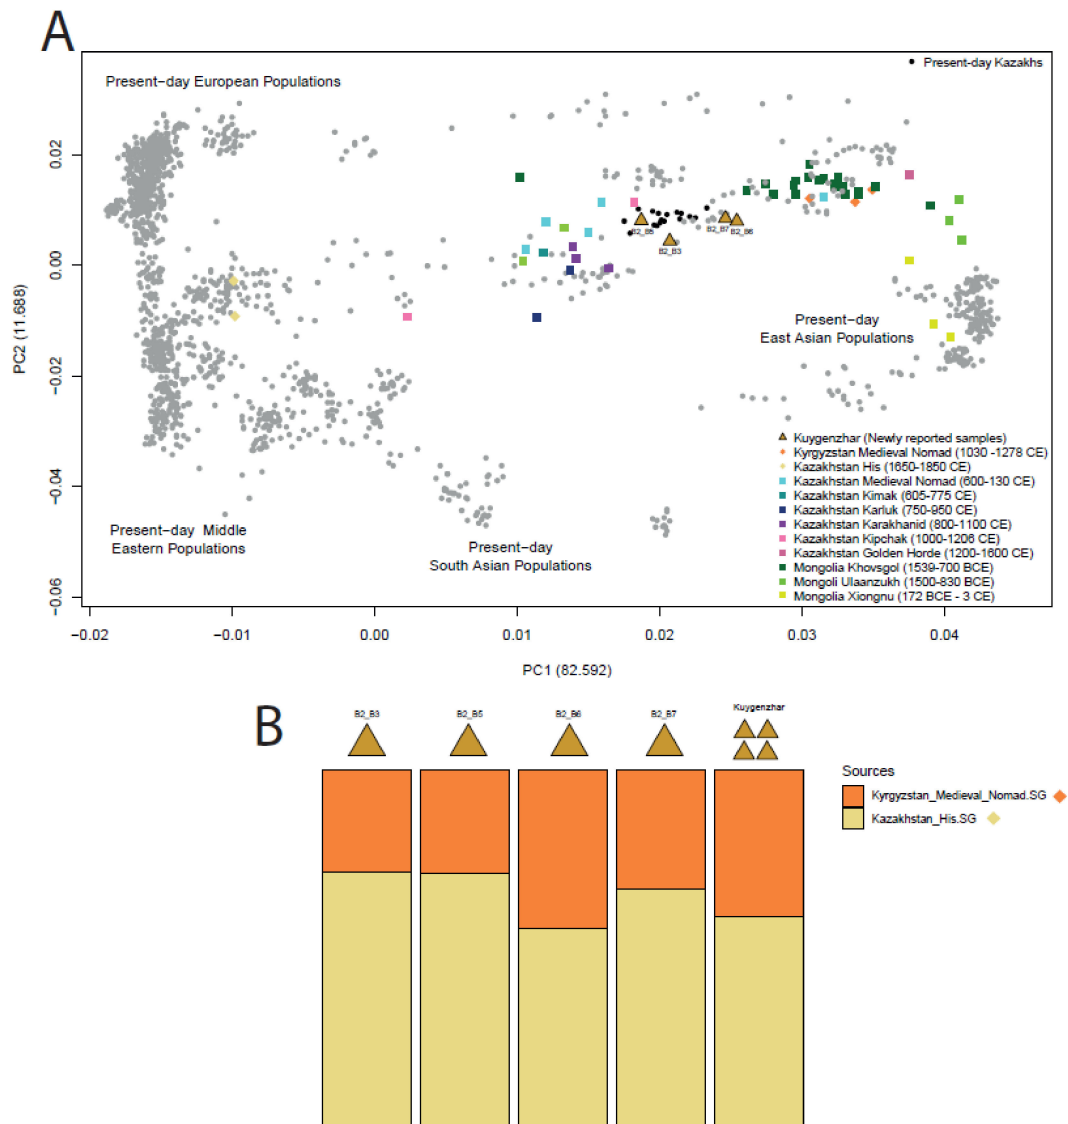 A
Present-day European Populations
Present-day Kazakhs
B2_B5
B2_B7
B2_B6
B2_B3
Present-day
East Asian Populations
Present-day Middle
Eastern Populations
Present-day
South Asian Populations
Kuygenzhar (Newly reported samples)
Kyrgyzstan Medieval Nomad (1030 -1278 CE)
Kazakhstan His (1650-1850 CE)
Kazakhstan Medieval Nomad (600-130 CE)
Kazakhstan Kimak (605-775 CE)
Kazakhstan Karluk (750-950 CE)
Kazakhstan Karakhanid (800-1100 CE)
Kazakhstan Kipchak (1000-1206 CE)
Kazakhstan Golden Horde (1200-1600 CE)
Mongolia Khovsgol (1539-700 BCE)
Mongoli Ulaanzukh (1500-830 BCE)
Mongolia Xiongnu (172 BCE - 3 CE)
PC2 (11.688)
0.02
0.00
−0.02
−0.04
−0.06
−0.02
−0.01
0.00
0.01
0.02
0.03
0.04
PC1 (82.592)
B
B2_B3
B2_B5
B2_B6
B2_B7
Kuygenzhar
Sources
Kyrgyzstan_Medieval_Nomad.SG
Kazakhstan_His.SG